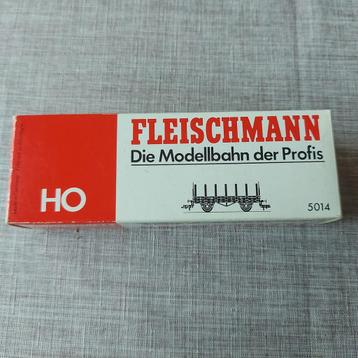 FLEISCHMANN
Die Modellbahn der Profis
HO
5014